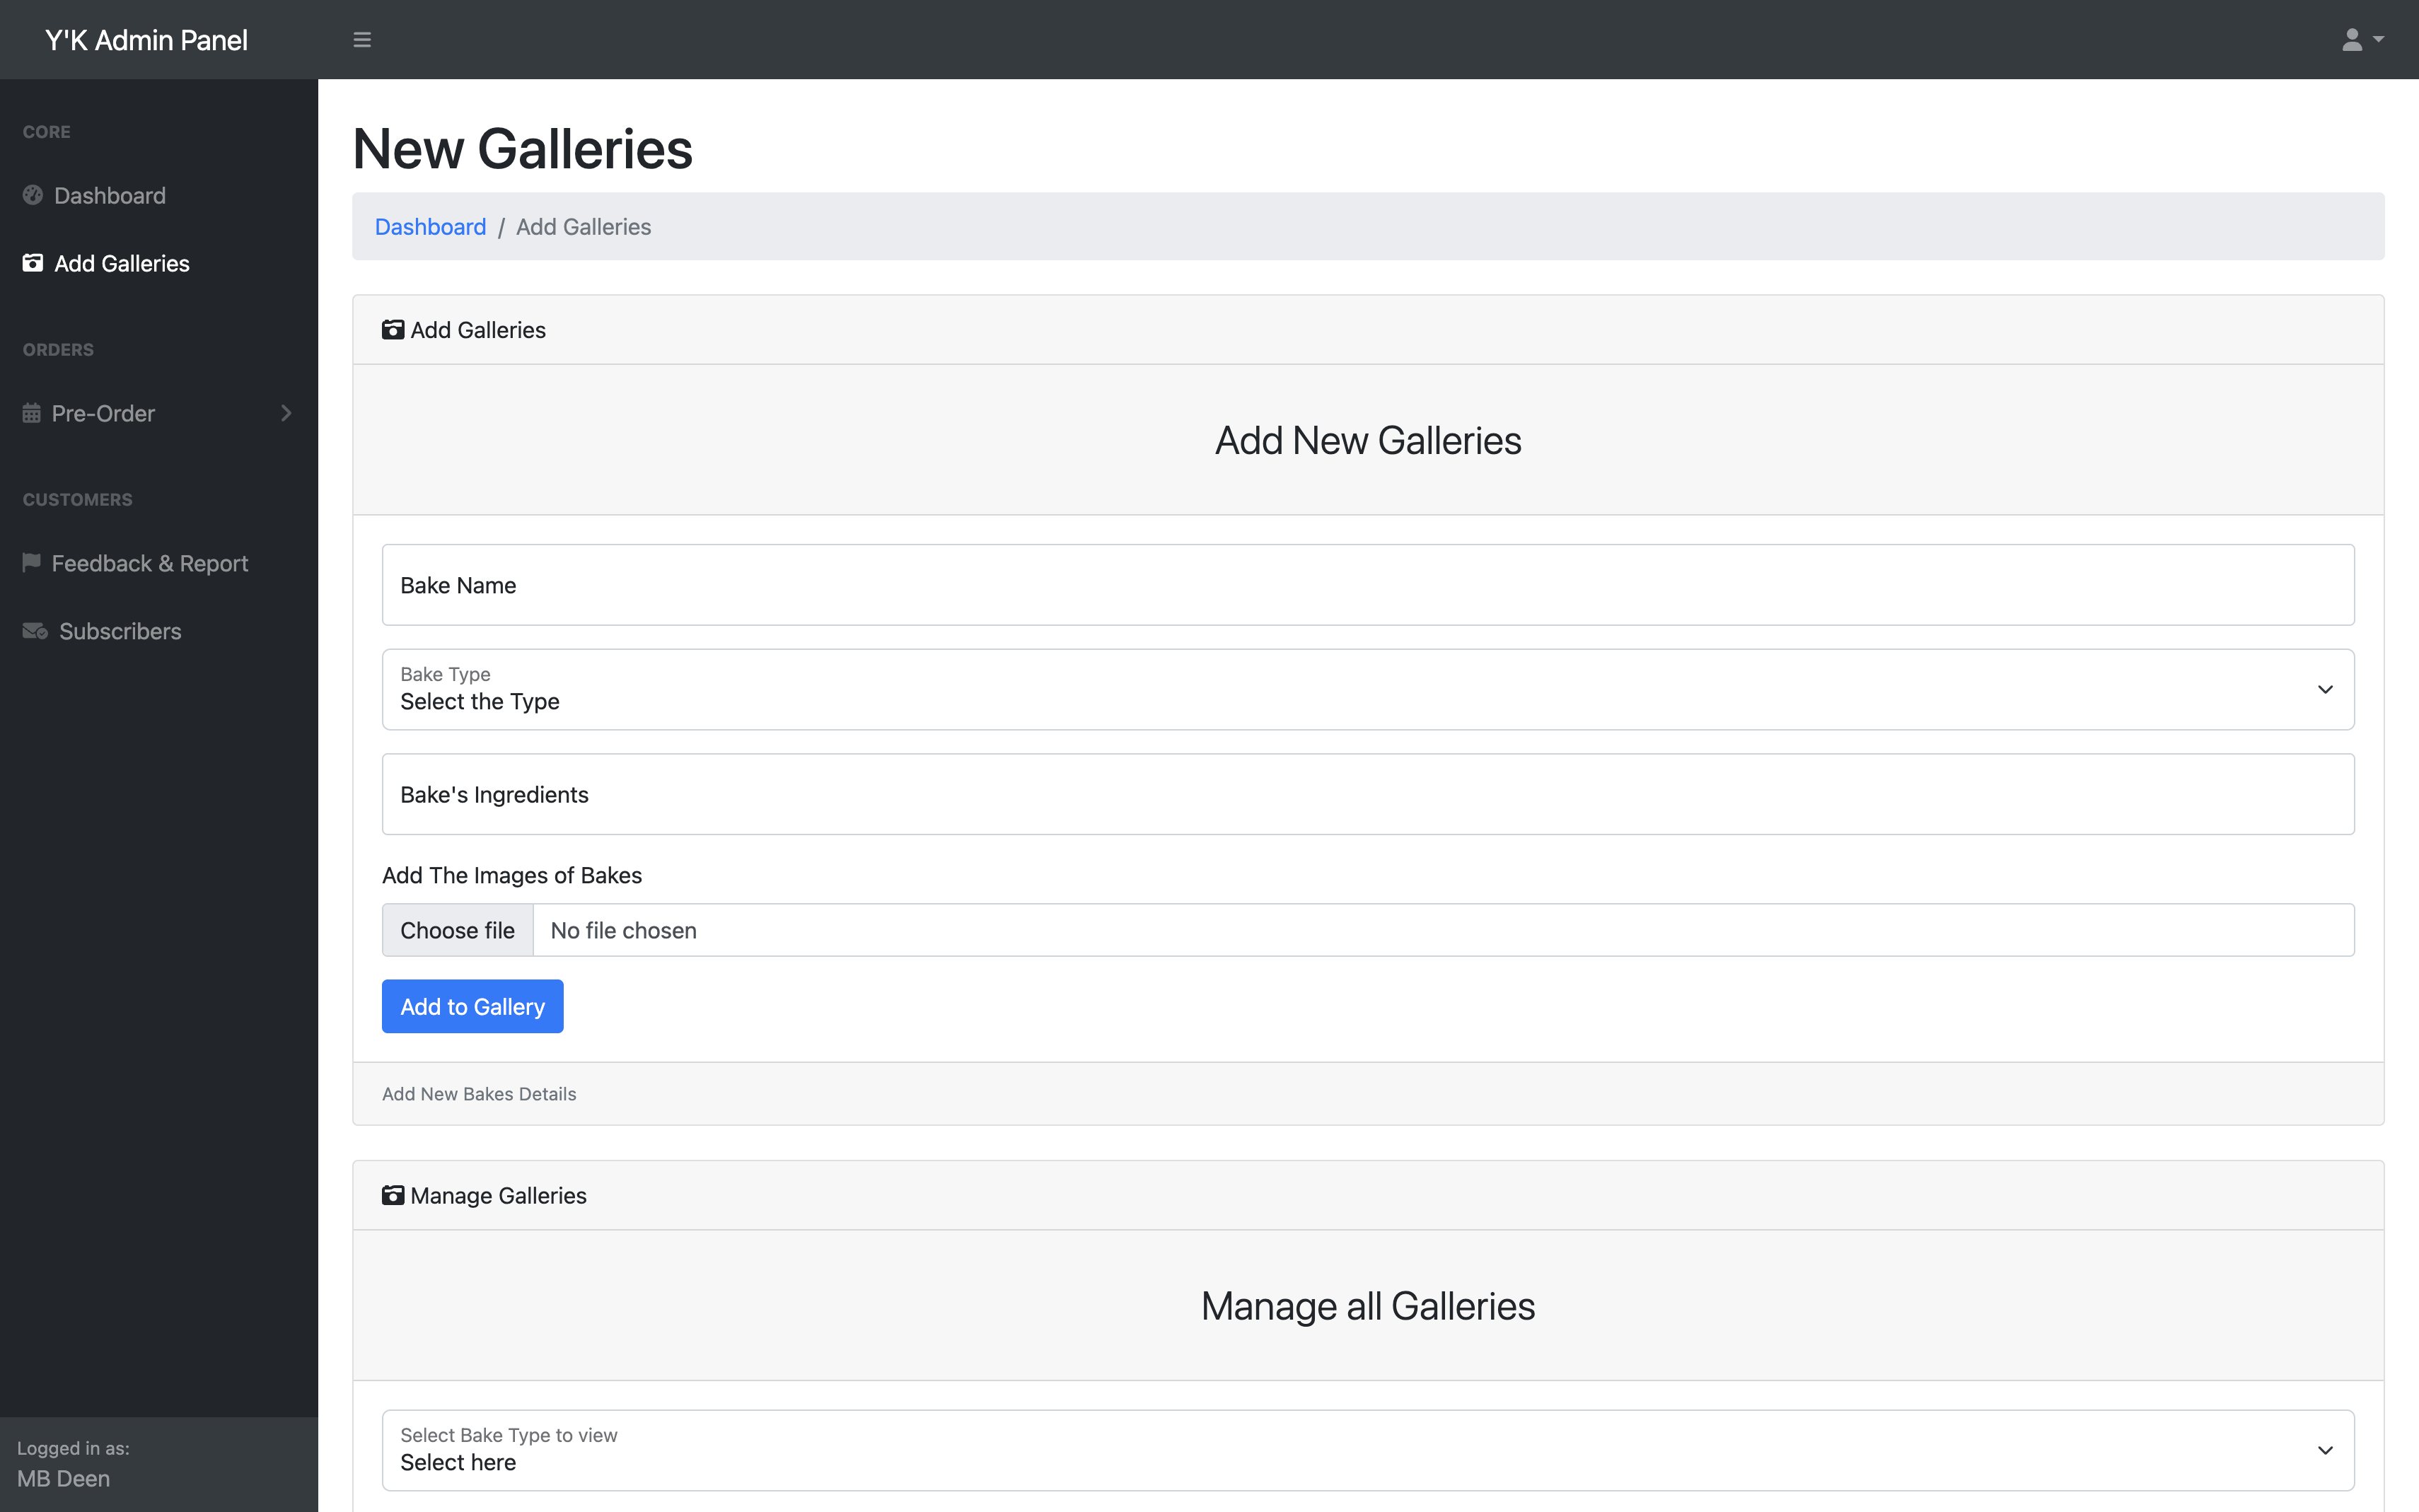 Y'K Admin Panel
CORE
Dashboard
Add Galleries
ORDERS
Pre-Order
CUSTOMERS
Feedback & Report
Subscribers
Logged in as:
MB Deen
New Galleries
Dashboard / Add Galleries
Add Galleries
Add New Galleries
Bake Name
Bake Type
Select the Type
Bake's Ingredients
Add The Images of Bakes
Choose file No file chosen
Add to Gallery
Add New Bakes Details
Manage Galleries
Manage all Galleries
Select Bake Type to view
Select here